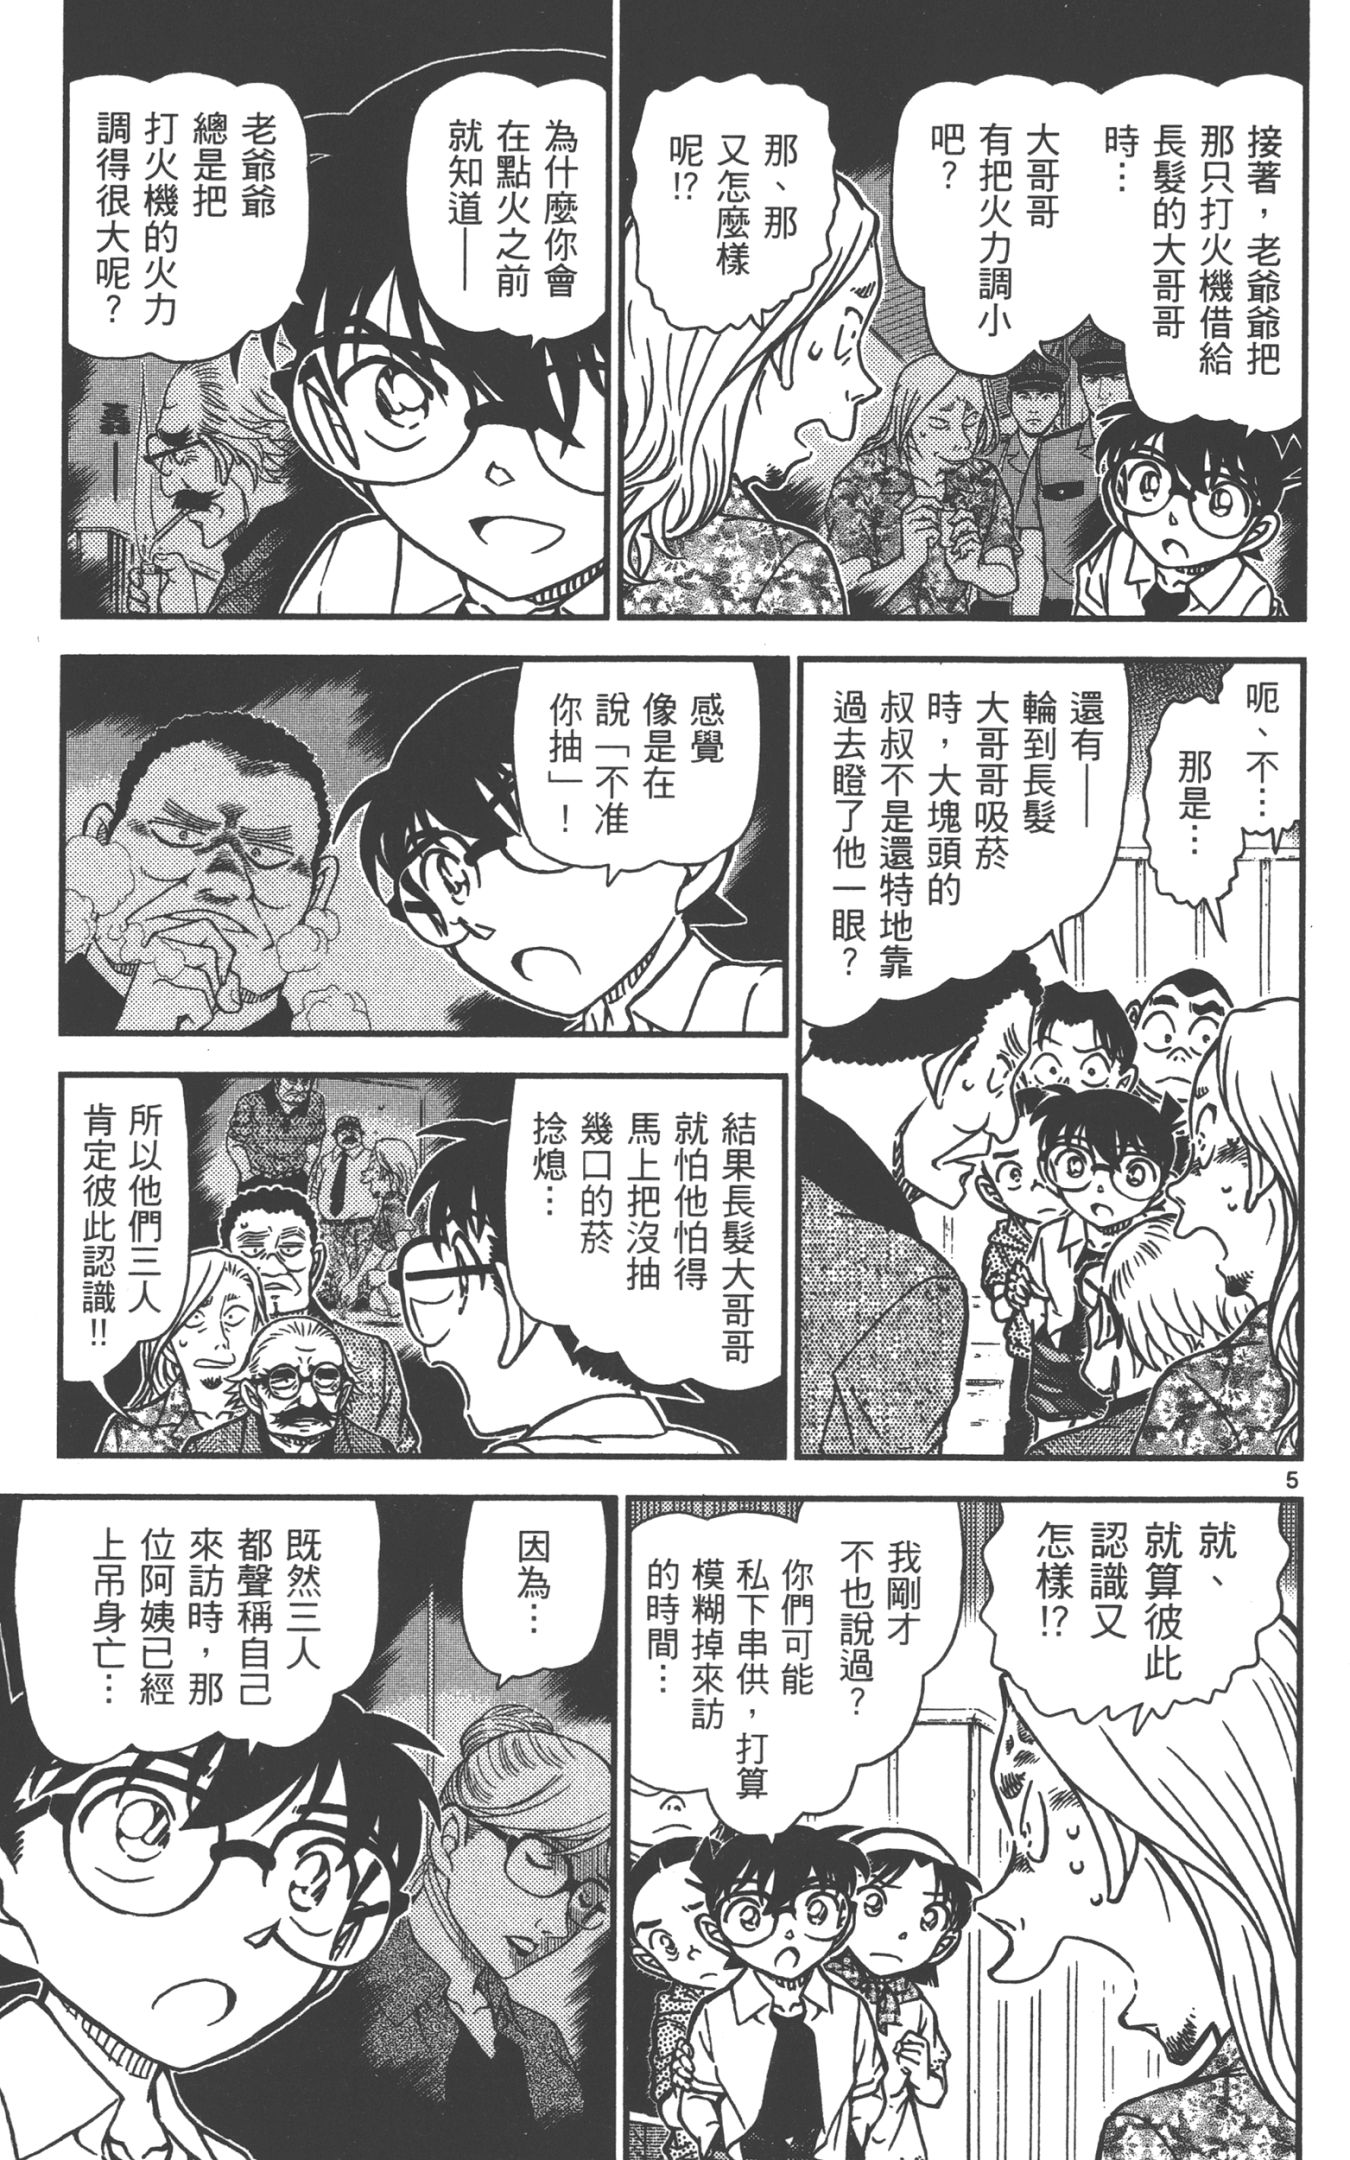 接著，老爺爺把
那只打火機借給
長髮的大哥哥
時…
大哥哥
有把火力調小
吧？
那、那
又怎麼樣
呢!?
為什麼你會
在點火之前
就知道──
老爺爺
總是把
打火機的火力
調得很大呢？
轟─
呃、不…
那是…
還有──
輪到長髮
大哥哥吸菸
時，大塊頭的
叔叔不是還特地靠
過去瞪了他一眼？
感覺
像是在
說「不准
你抽」！
結果長髮大哥哥
就怕他怕得
馬上把沒抽
幾口的菸
捻熄…
所以他們三人
肯定彼此認識!!
5
就、
就算彼此
認識又
怎樣!?
我剛才
不也說過？
你們可能
私下串供，打算
模糊掉來訪
的時間…
因為…
既然三人
都聲稱自己
來訪時，那
位阿姨已經
上吊身亡…